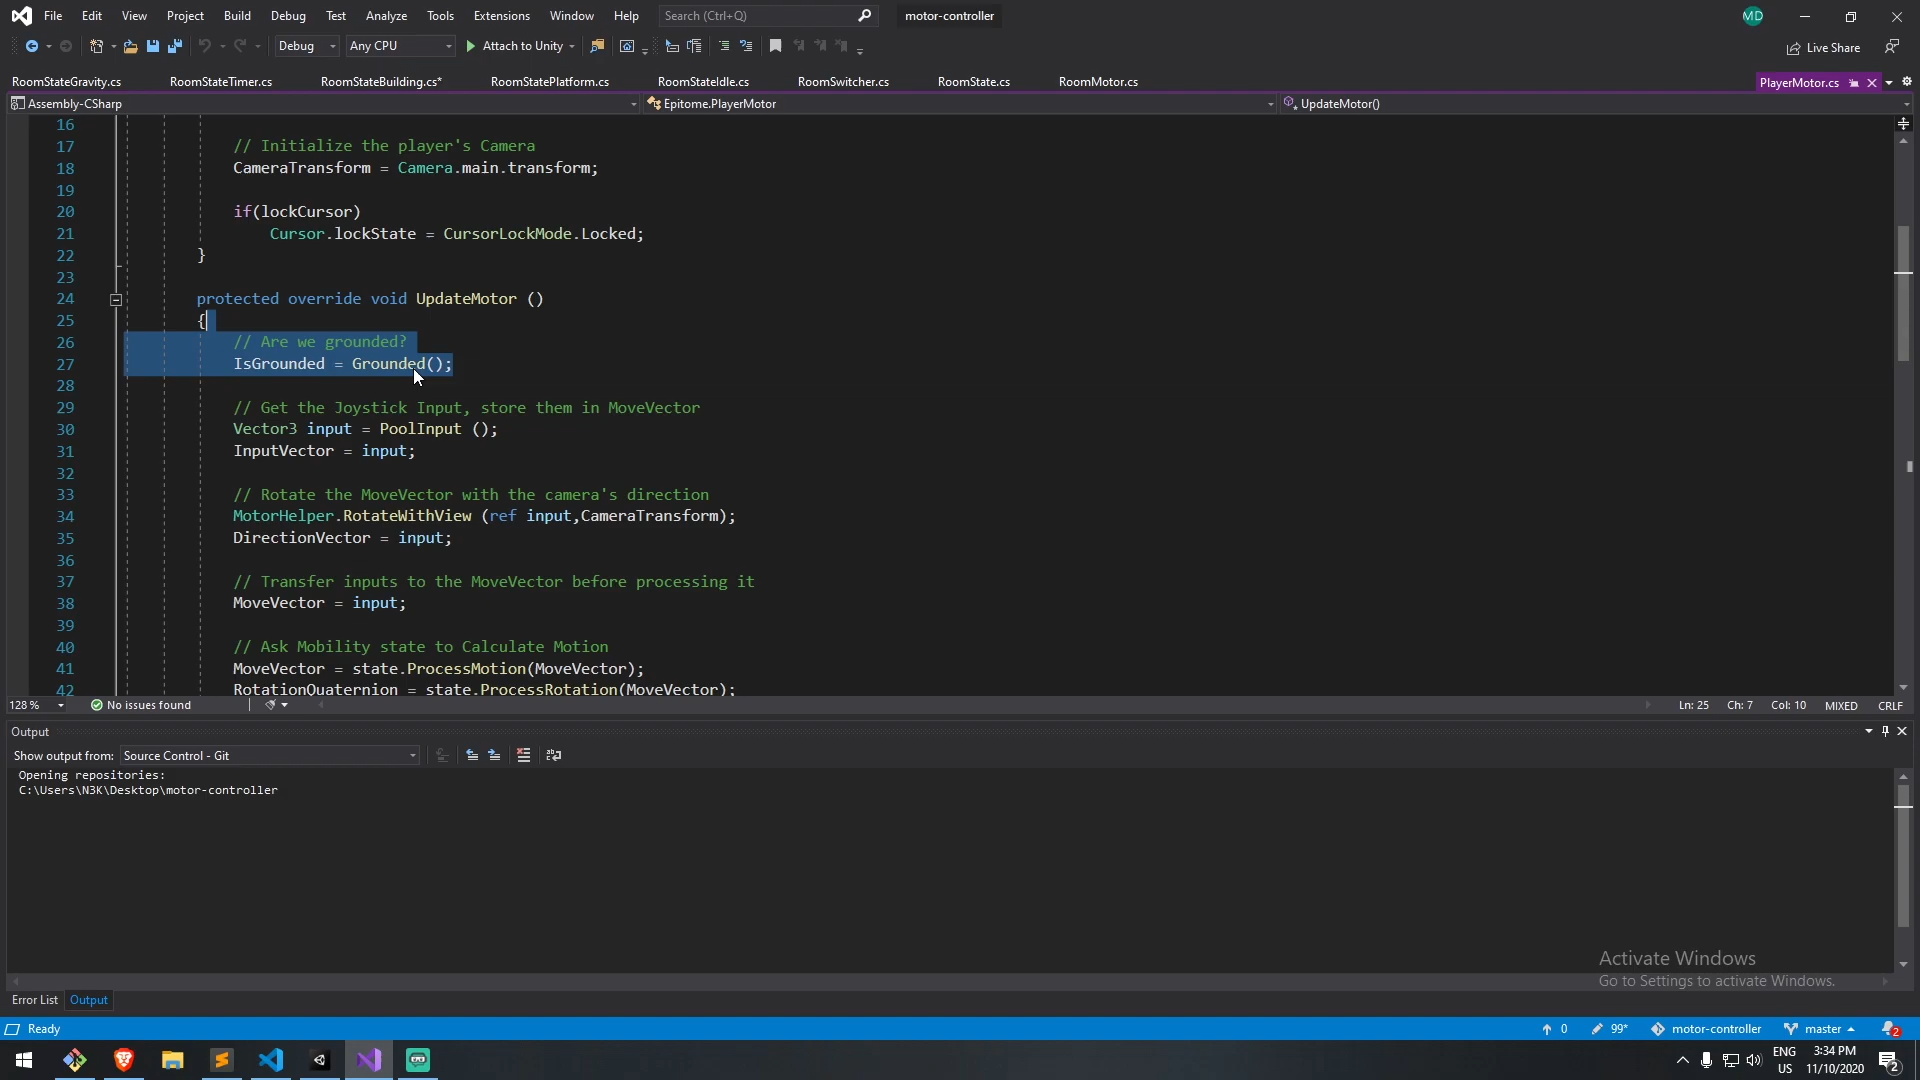 File Edit View Project Build Debug Test Analyze Tools Extensions Window Help Search (Ctrl+Q) motor-controller MD
Debug Any CPU Attach to Unity Live Share
RoomStateGravity.cs RoomStateTimer.cs RoomStateBuilding.cs* RoomStatePlatform.cs RoomStateIdle.cs RoomSwitcher.cs RoomState.cs RoomMotor.cs PlayerMotor.cs
Assembly-CSharp Epitome.PlayerMotor UpdateMotor()
16
17 // Initialize the player's Camera
18 CameraTransform = Camera.main.transform;
19
20 if(lockCursor)
21 Cursor.lockState = CursorLockMode.Locked;
22 }
23
24 protected override void UpdateMotor ()
25 {
26 // Are we grounded?
27 IsGrounded = Grounded();
28
29 // Get the Joystick Input, store them in MoveVector
30 Vector3 input = PoolInput ();
31 InputVector = input;
32
33 // Rotate the MoveVector with the camera's direction
34 MotorHelper.RotateWithView (ref input,CameraTransform);
35 DirectionVector = input;
36
37 // Transfer inputs to the MoveVector before processing it
38 MoveVector = input;
39
40 // Ask Mobility state to Calculate Motion
41 MoveVector = state.ProcessMotion(MoveVector);
42 RotationQuaternion = state.ProcessRotation(MoveVector);
128 % No issues found Ln: 25 Ch: 7 Col: 10 MIXED CRLF
Output
Show output from: Source Control - Git
Opening repositories:
C:\Users\N3K\Desktop\motor-controller
Activate Windows
Go to Settings to activate Windows.
Error List Output
Ready 0 99* motor-controller master 2
ENG 3:34 PM
US 11/10/2020 2